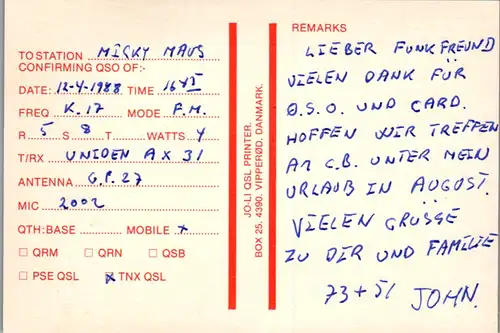 TO STATION MICKY MAUS
CONFIRMING QSO OF:-
DATE: 12-4-1988 TIME 16
FREQ K.17 MODE F.M.
R 5 S 8 T WATTS 4
T/RX UNIDEN AX 31
ANTENNA G.P. 27
MIC 2002
QTH:BASE MOBILE +
☐ QRM ☐ QRN ☐ QSB
☐ PSE QSL ☒ TNX QSL
JO-LI QSL PRINTER.
BOX 25. 4390. VIPPERØD. DANMARK.
REMARKS
LIEBER FUNKFREUND
VIELEN DANK FÜR
Q.S.O. UND CARD.
HOFFEN WIR TREFFEN
AM C.B. UNTER MEIN
URLAUB IN AUGUST.
VIELEN GRUSSE
ZU DIR UND FAMILIE
73 + 51 JOHN.